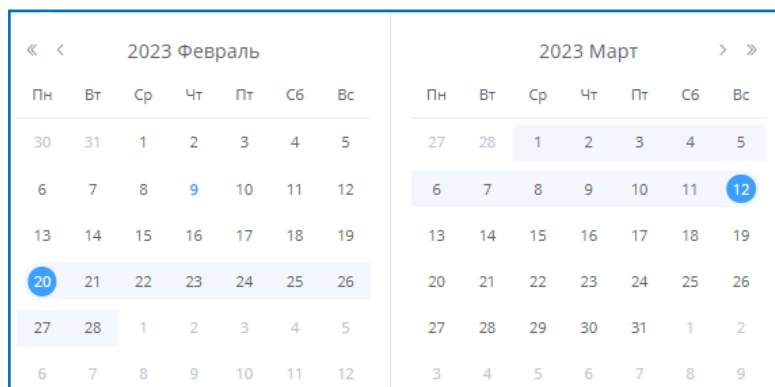 « < 2023 Февраль
Пн Вт Ср Чт Пт Сб Вс
30 31 1 2 3 4 5
6 7 8 9 10 11 12
13 14 15 16 17 18 19
20 21 22 23 24 25 26
27 28 1 2 3 4 5
6 7 8 9 10 11 12
2023 Март > »
Пн Вт Ср Чт Пт Сб Вс
27 28 1 2 3 4 5
6 7 8 9 10 11 12
13 14 15 16 17 18 19
20 21 22 23 24 25 26
27 28 29 30 31 1 2
3 4 5 6 7 8 9